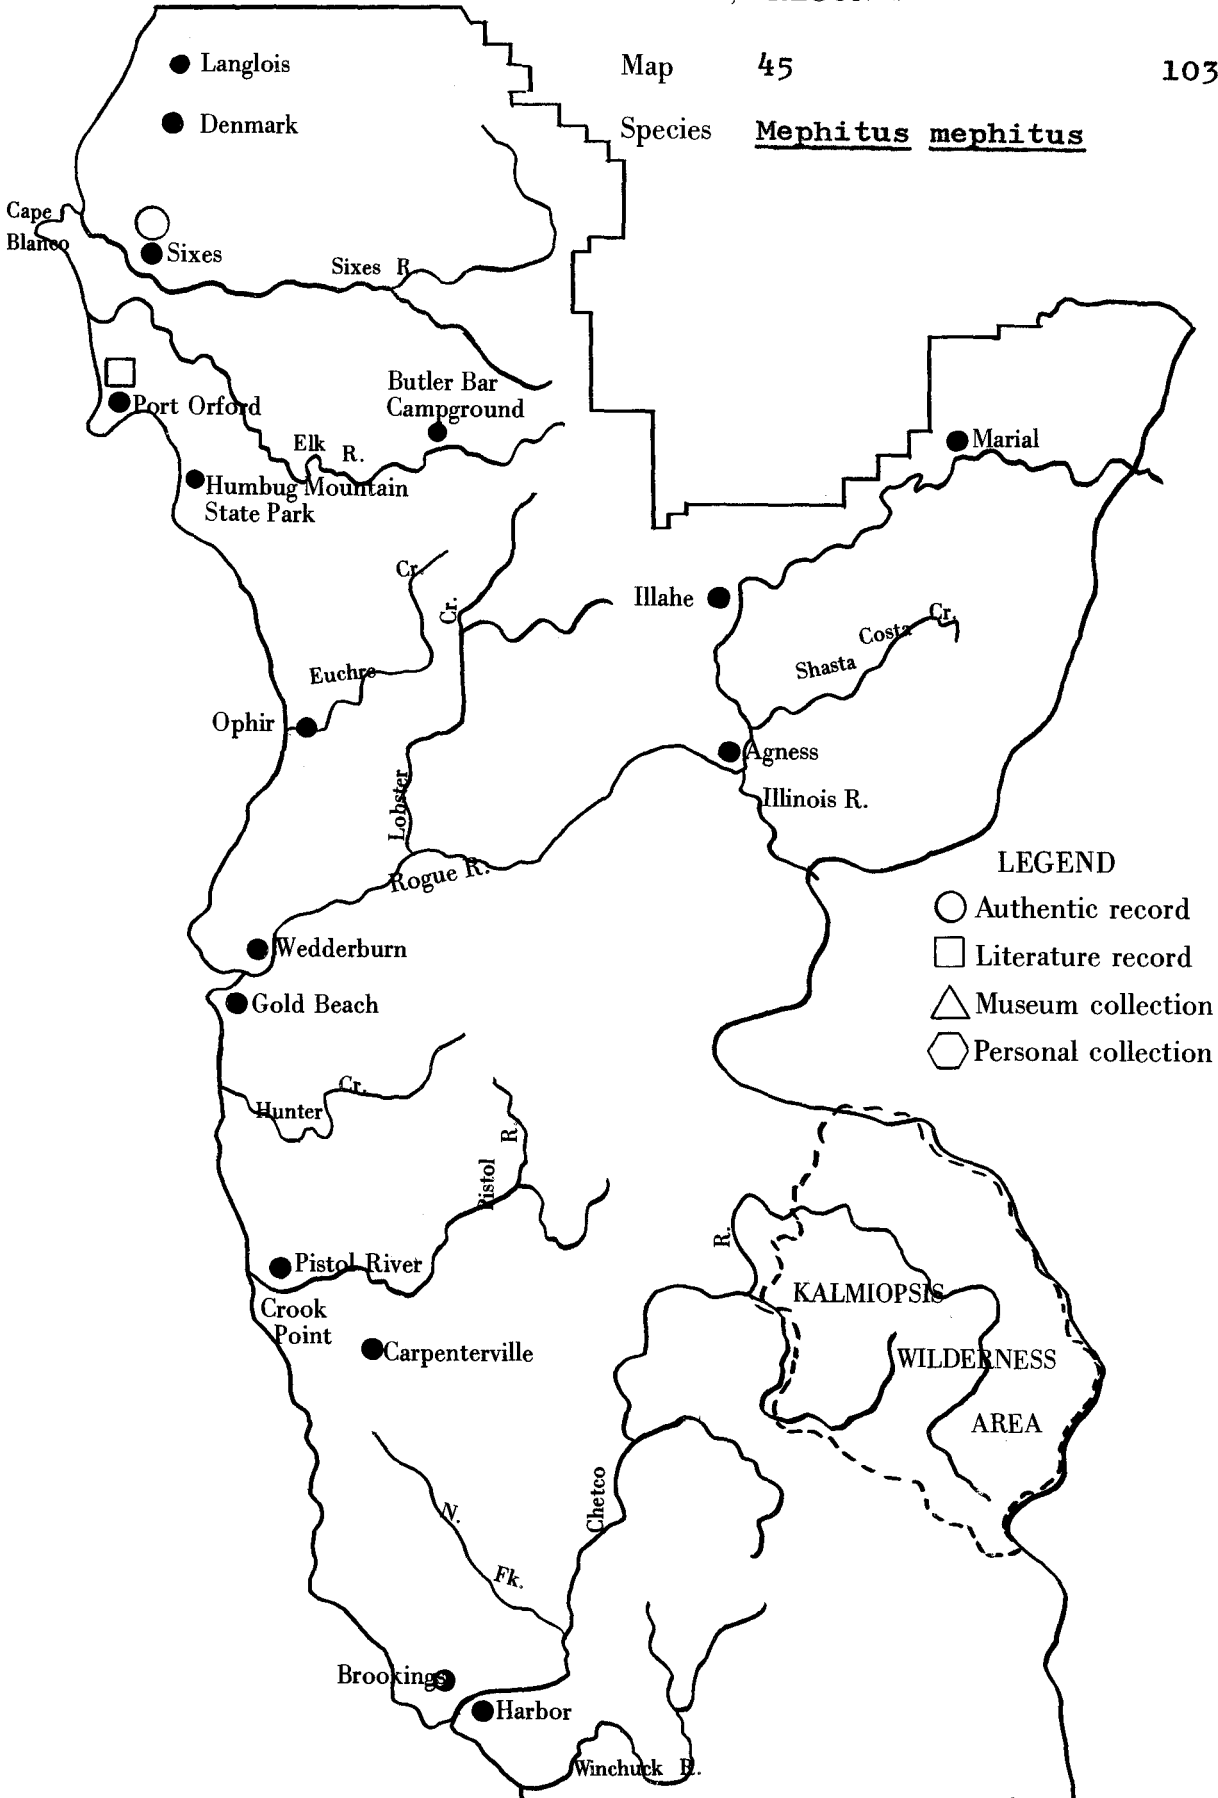 Map 45 103
Species Mephitus mephitus
Langlois
Denmark
Cape
Blanco
Sixes
Sixes R
Butler Bar
Campground
Port Orford
Elk R.
Marial
Humbug Mountain
State Park
Cr.
Euchre
Cr.
Lobster
Illahe
Shasta Costa Cr.
Ophir
Agness
Illinois R.
Rogue R.
LEGEND
Authentic record
Literature record
Museum collection
Personal collection
Wedderburn
Gold Beach
Hunter Cr.
Pistol R.
R.
Pistol River
Crook
Point
Carpenterville
KALMIOPSIS
WILDERNESS
AREA
Chetco
N. Fk.
Brookings
Harbor
Winchuck R.